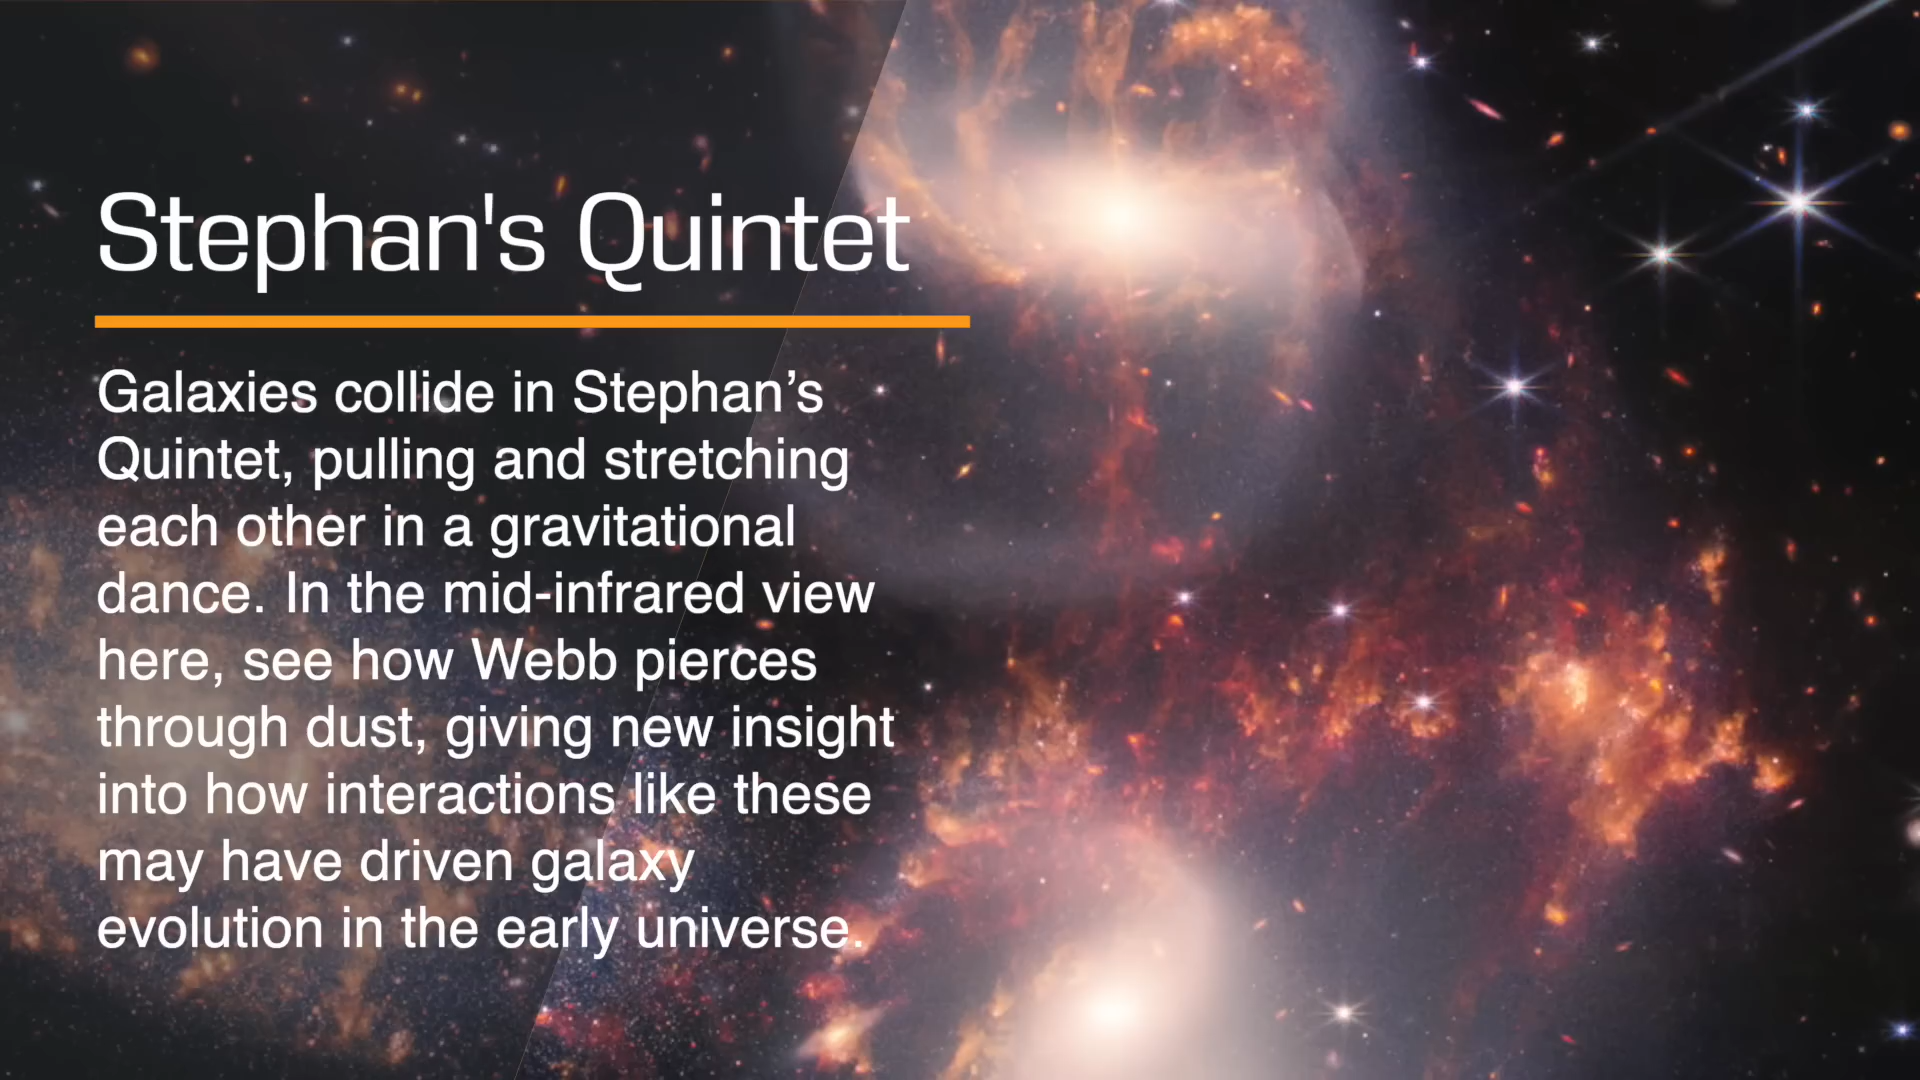 Stephan's Quintet
Galaxies collide in Stephan’s
Quintet, pulling and stretching
each other in a gravitational
dance. In the mid-infrared view
here, see how Webb pierces
through dust, giving new insight
into how interactions like these
may have driven galaxy
evolution in the early universe.